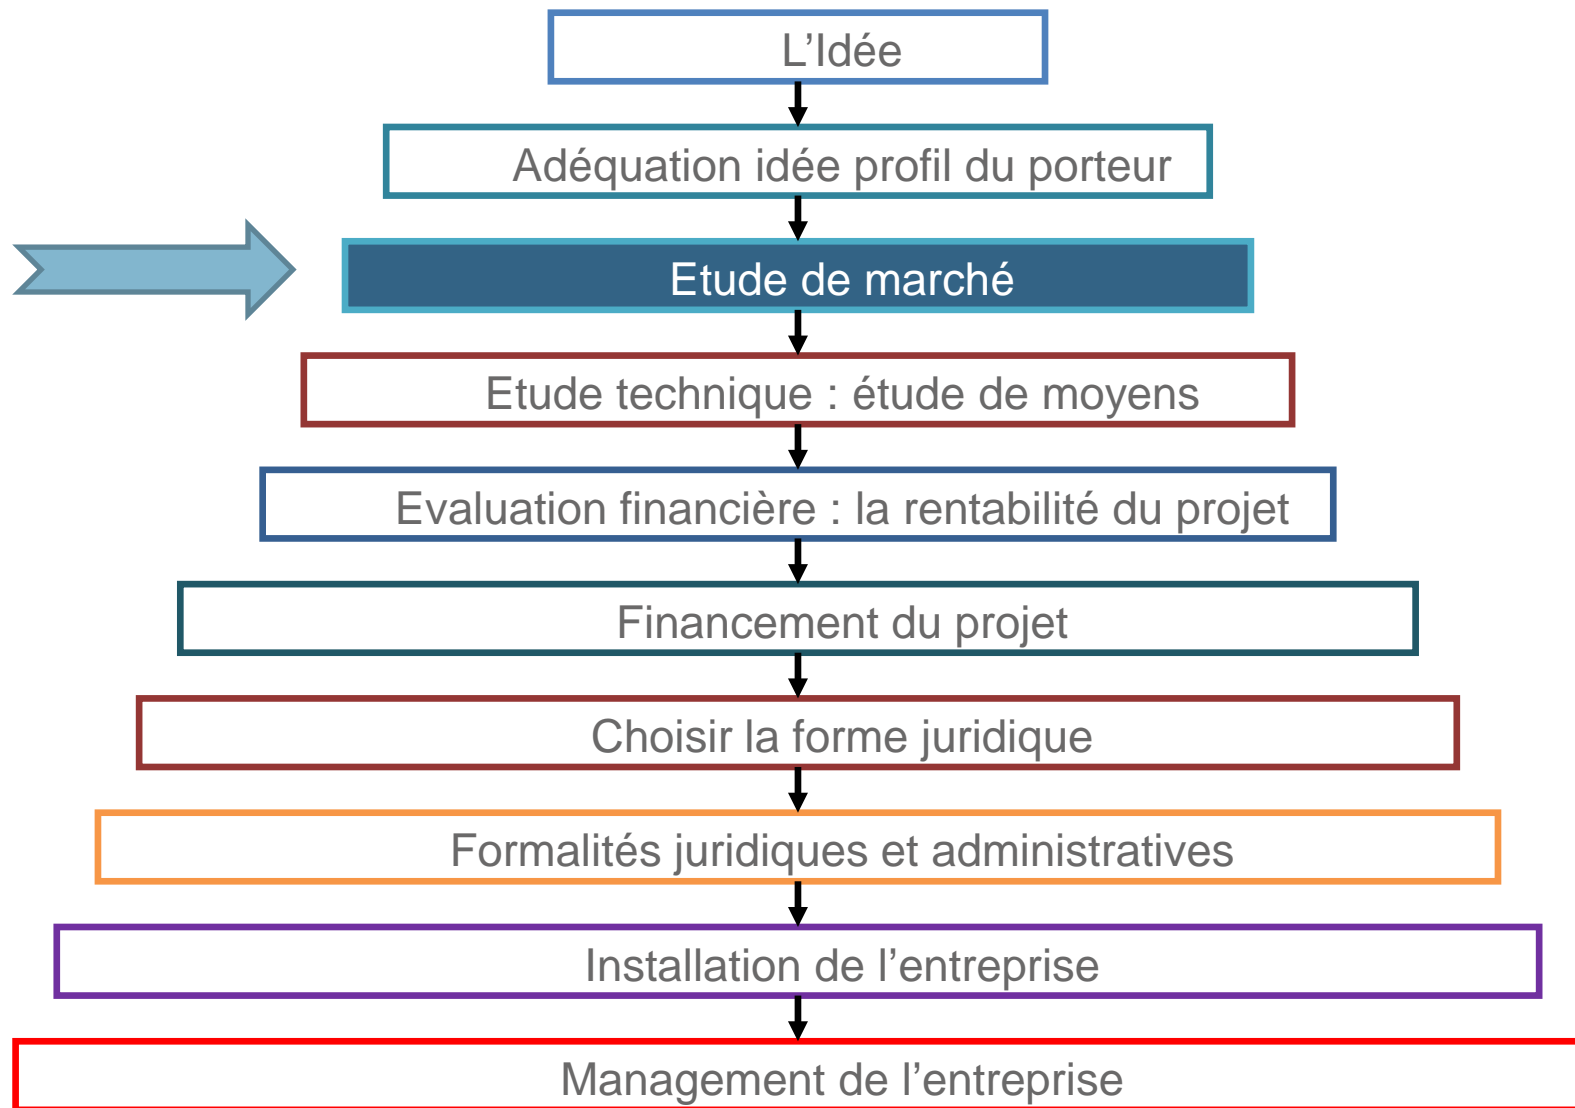 L’Idée
Adéquation idée profil du porteur
Etude de marché
Etude technique : étude de moyens
Evaluation financière : la rentabilité du projet
Financement du projet
Choisir la forme juridique
Formalités juridiques et administratives
Installation de l’entreprise
Management de l’entreprise